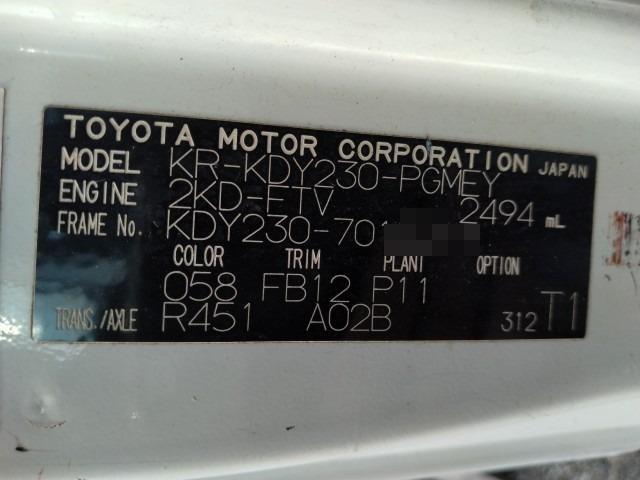 TOYOTA MOTOR CORPORATION JAPAN
MODEL KR-KDY230-PGMEY
ENGINE 2KD-FTV 2494 mL
FRAME No. KDY230-701
COLOR TRIM PLANT OPTION
058 FB12 P11
TRANS./AXLE R451 A02B 312 T1